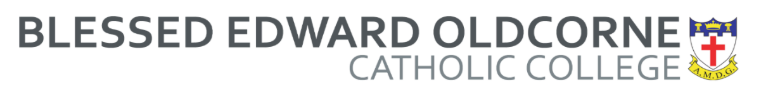 BLESSED EDWARD OLDCORNE
CATHOLIC COLLEGE
A.M.D.G.